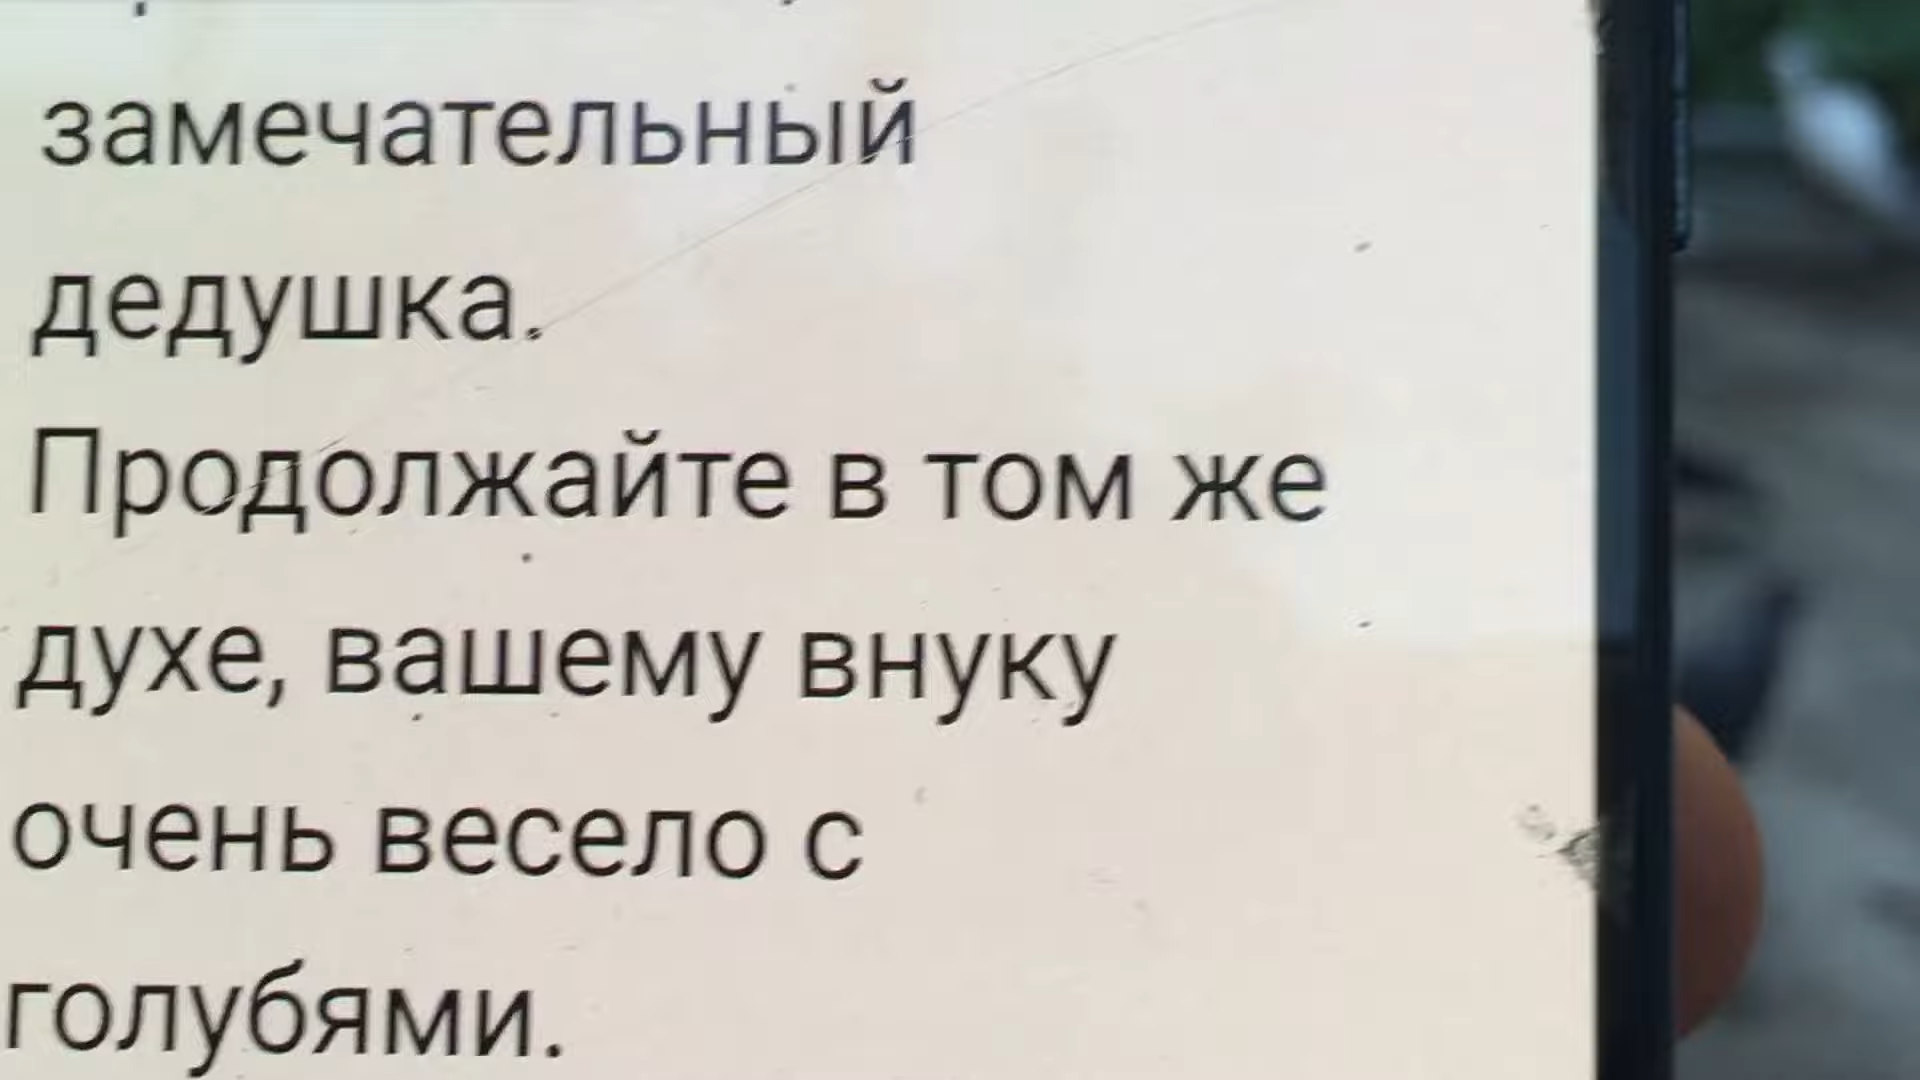 замечательный
дедушка.
Продолжайте в том же
духе, вашему внуку
очень весело с
голубями.